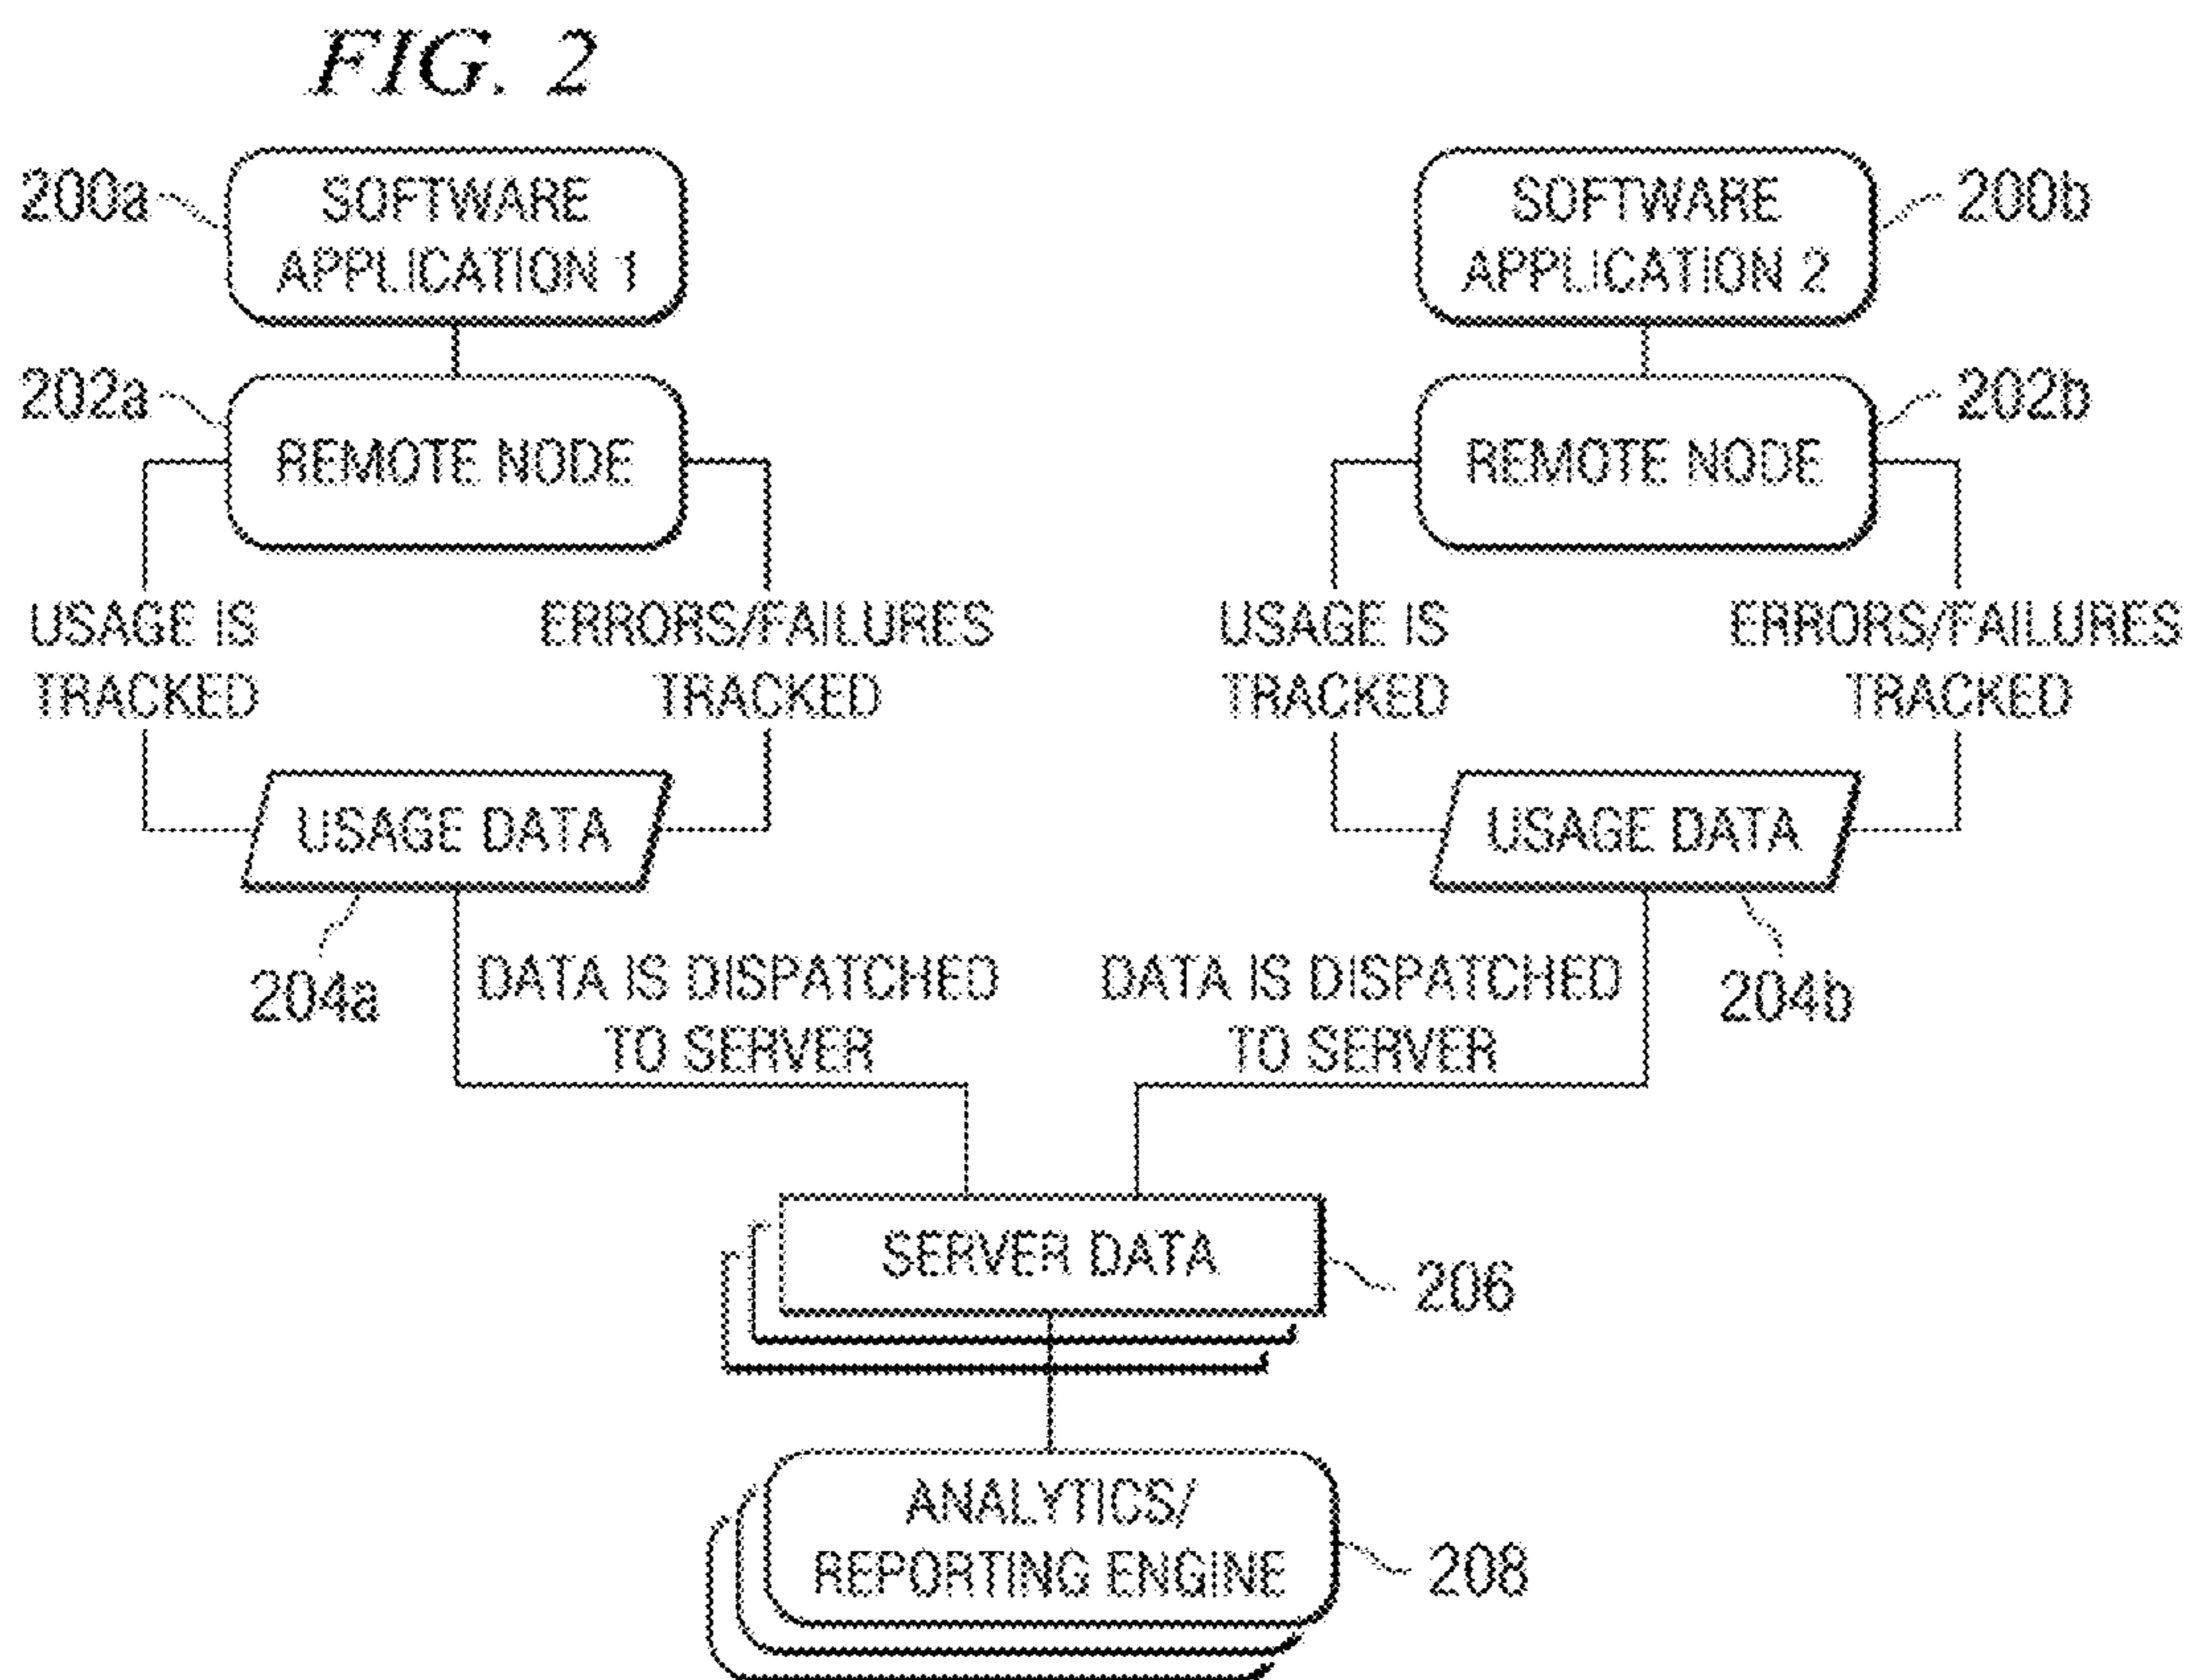 FIG. 2
200a
SOFTWARE
APPLICATION 1
SOFTWARE
APPLICATION 2
200b
202a
REMOTE NODE
REMOTE NODE
202b
USAGE IS
TRACKED
ERRORS/FAILURES
TRACKED
USAGE IS
TRACKED
ERRORS/FAILURES
TRACKED
USAGE DATA
USAGE DATA
204a
DATA IS DISPATCHED
TO SERVER
DATA IS DISPATCHED
TO SERVER
204b
SERVER DATA
206
ANALYTICS/
REPORTING ENGINE
208